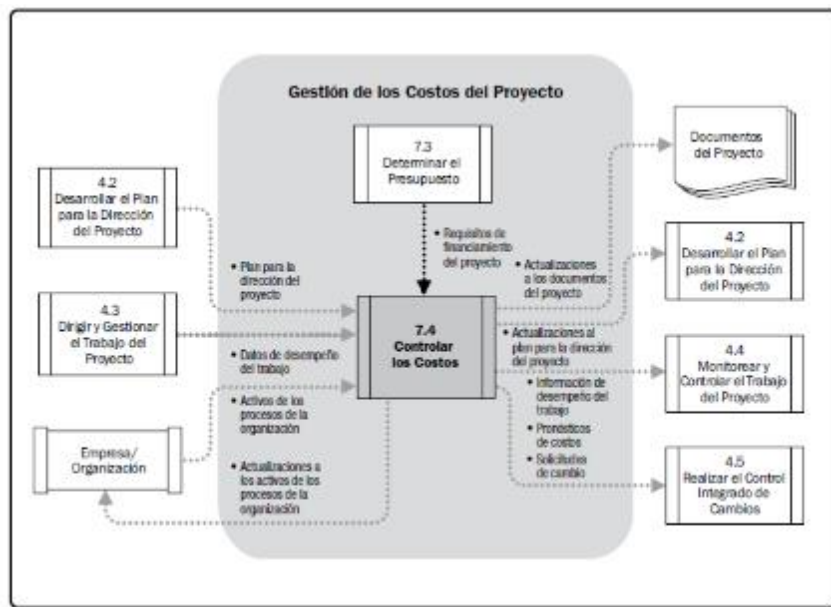 Gestión de los Costos del Proyecto
7.3
Determinar el
Presupuesto
Documentos
del Proyecto
4.2
Desarrollar el Plan
para la Dirección
del Proyecto
• Requisitos de
financiamiento
del proyecto
• Actualizaciones
a los documentos
del proyecto
4.2
Desarrollar el Plan
para la Dirección
del Proyecto
• Plan para la
dirección del
proyecto
4.3
Dirigir y Gestionar
el Trabajo del
Proyecto
7.4
Controlar
los Costos
• Actualizaciones al
plan para la dirección
del proyecto
• Datos de desempeño
del trabajo
4.4
Monitorear y
Controlar el Trabajo
del Proyecto
• Información de
desempeño del
trabajo
• Pronósticos
de costos
• Solicitudes
de cambio
• Activos de los
procesos de la
organización
Empresa/
Organización
• Actualizaciones a
los activos de los
procesos de la
organización
4.5
Realizar el Control
Integrado de
Cambios